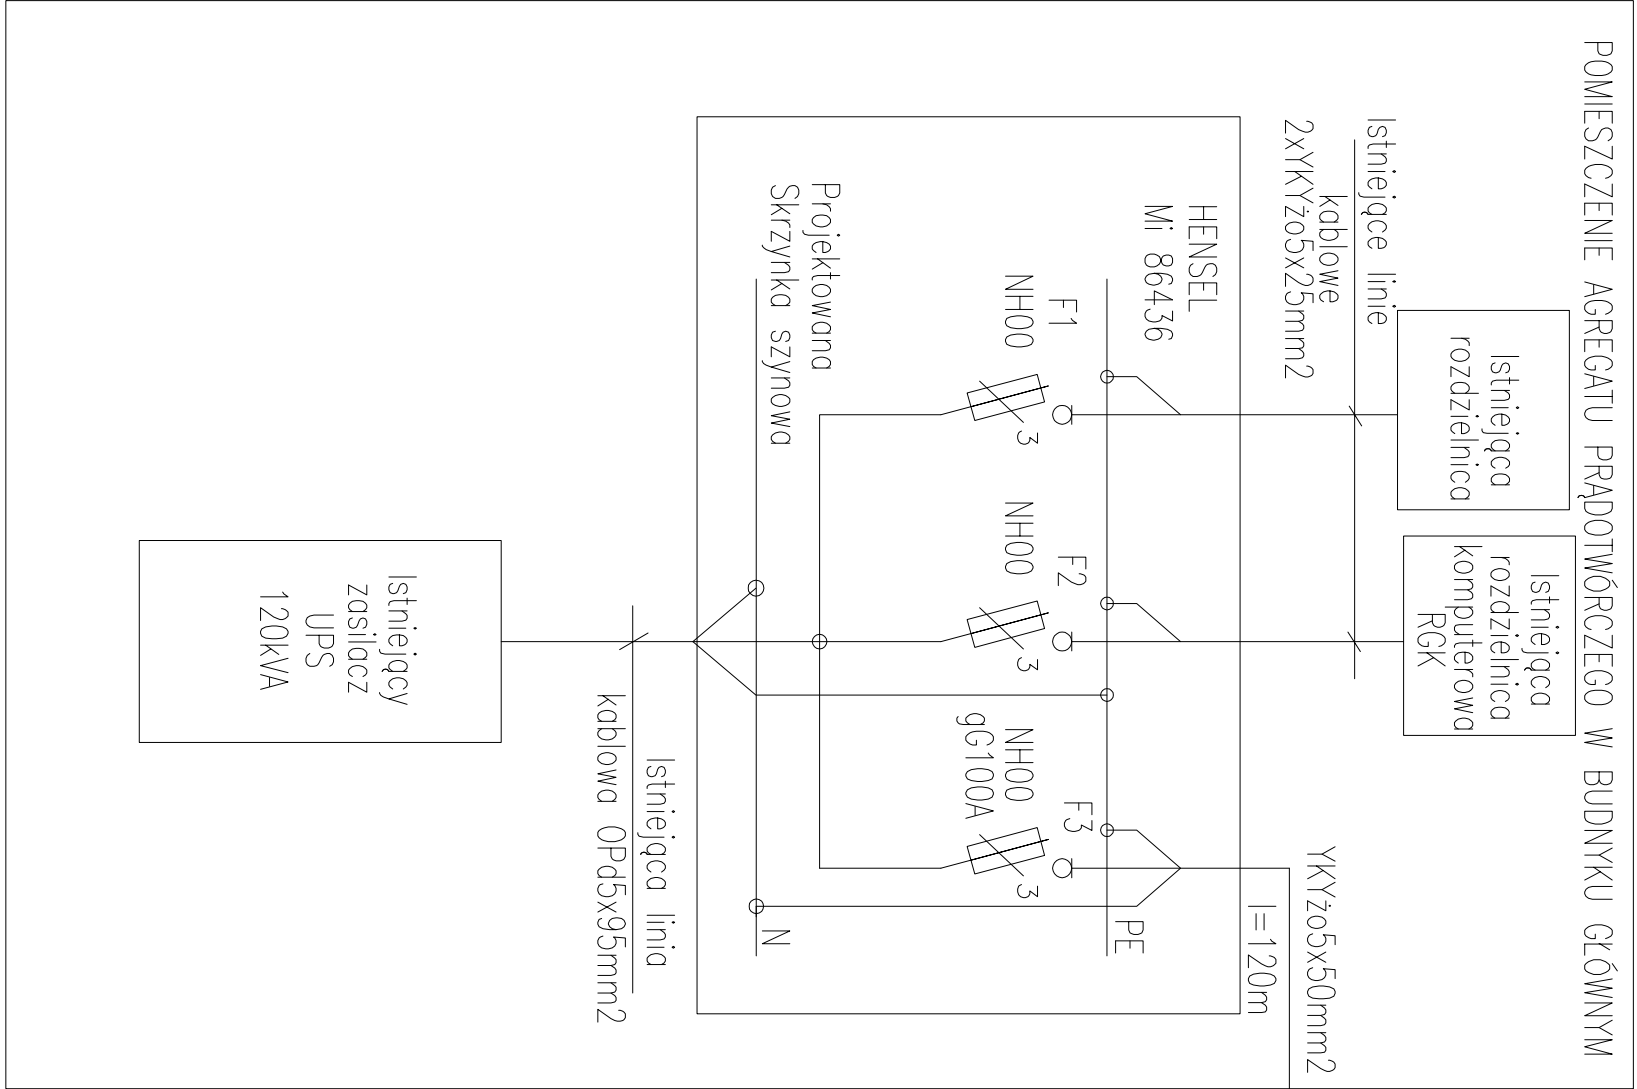 POMIESZCZENIE AGREGATU PRĄDOTWÓRCZEGO W BUDNYKU GŁÓWNYM
Istniejąca
rozdzielnica
Istniejąca
rozdzielnica
komputerowa
RGK
Istniejące linie
kablowe
2xYKYżo5x25mm2
YKYżo5x50mm2
l=120m
HENSEL
Mi 86436
PE
F1
NH00
3
F2
NH00
3
F3
NH00
gG100A
3
Projektowana
Skrzynka szynowa
N
Istniejąca linia
kablowa OPd5x95mm2
Istniejący
zasilacz
UPS
120kVA